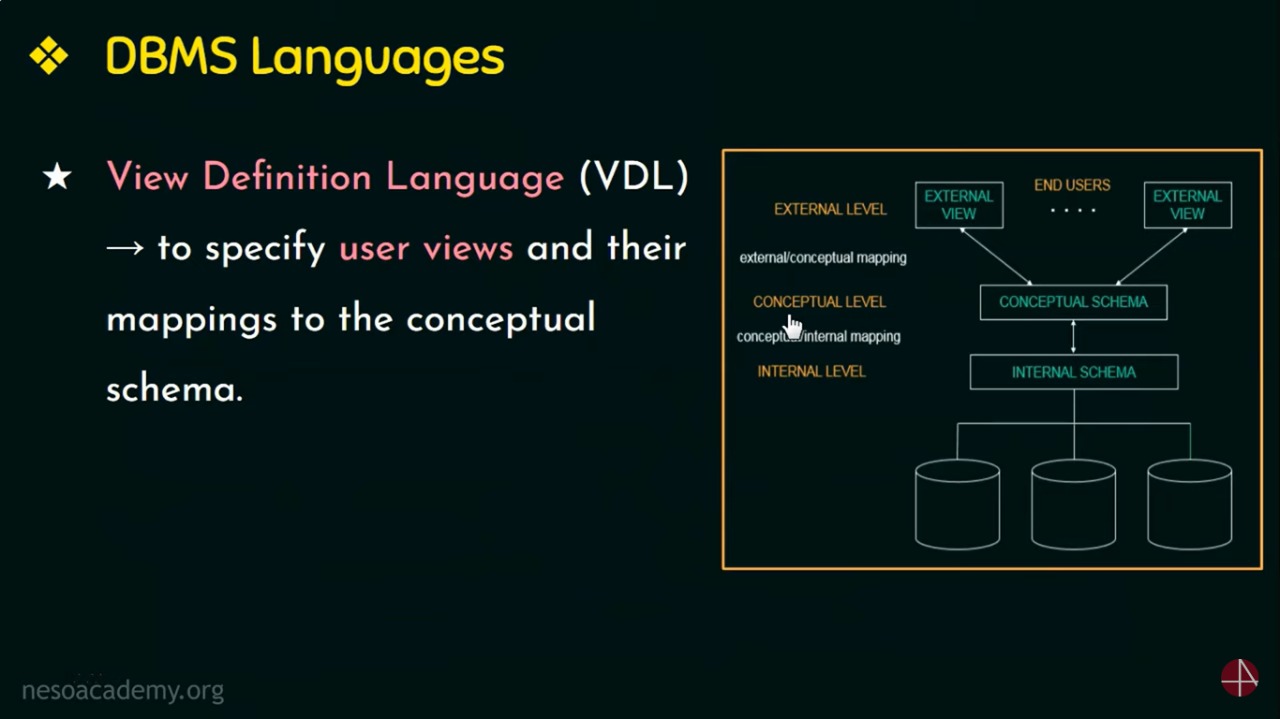 ❖ DBMS Languages
★ View Definition Language (VDL)
→ to specify user views and their
mappings to the conceptual
schema.
END USERS
EXTERNAL LEVEL
EXTERNAL
VIEW
. . . .
EXTERNAL
VIEW
external/conceptual mapping
CONCEPTUAL LEVEL
CONCEPTUAL SCHEMA
conceptual/internal mapping
INTERNAL LEVEL
INTERNAL SCHEMA
nesoacademy.org